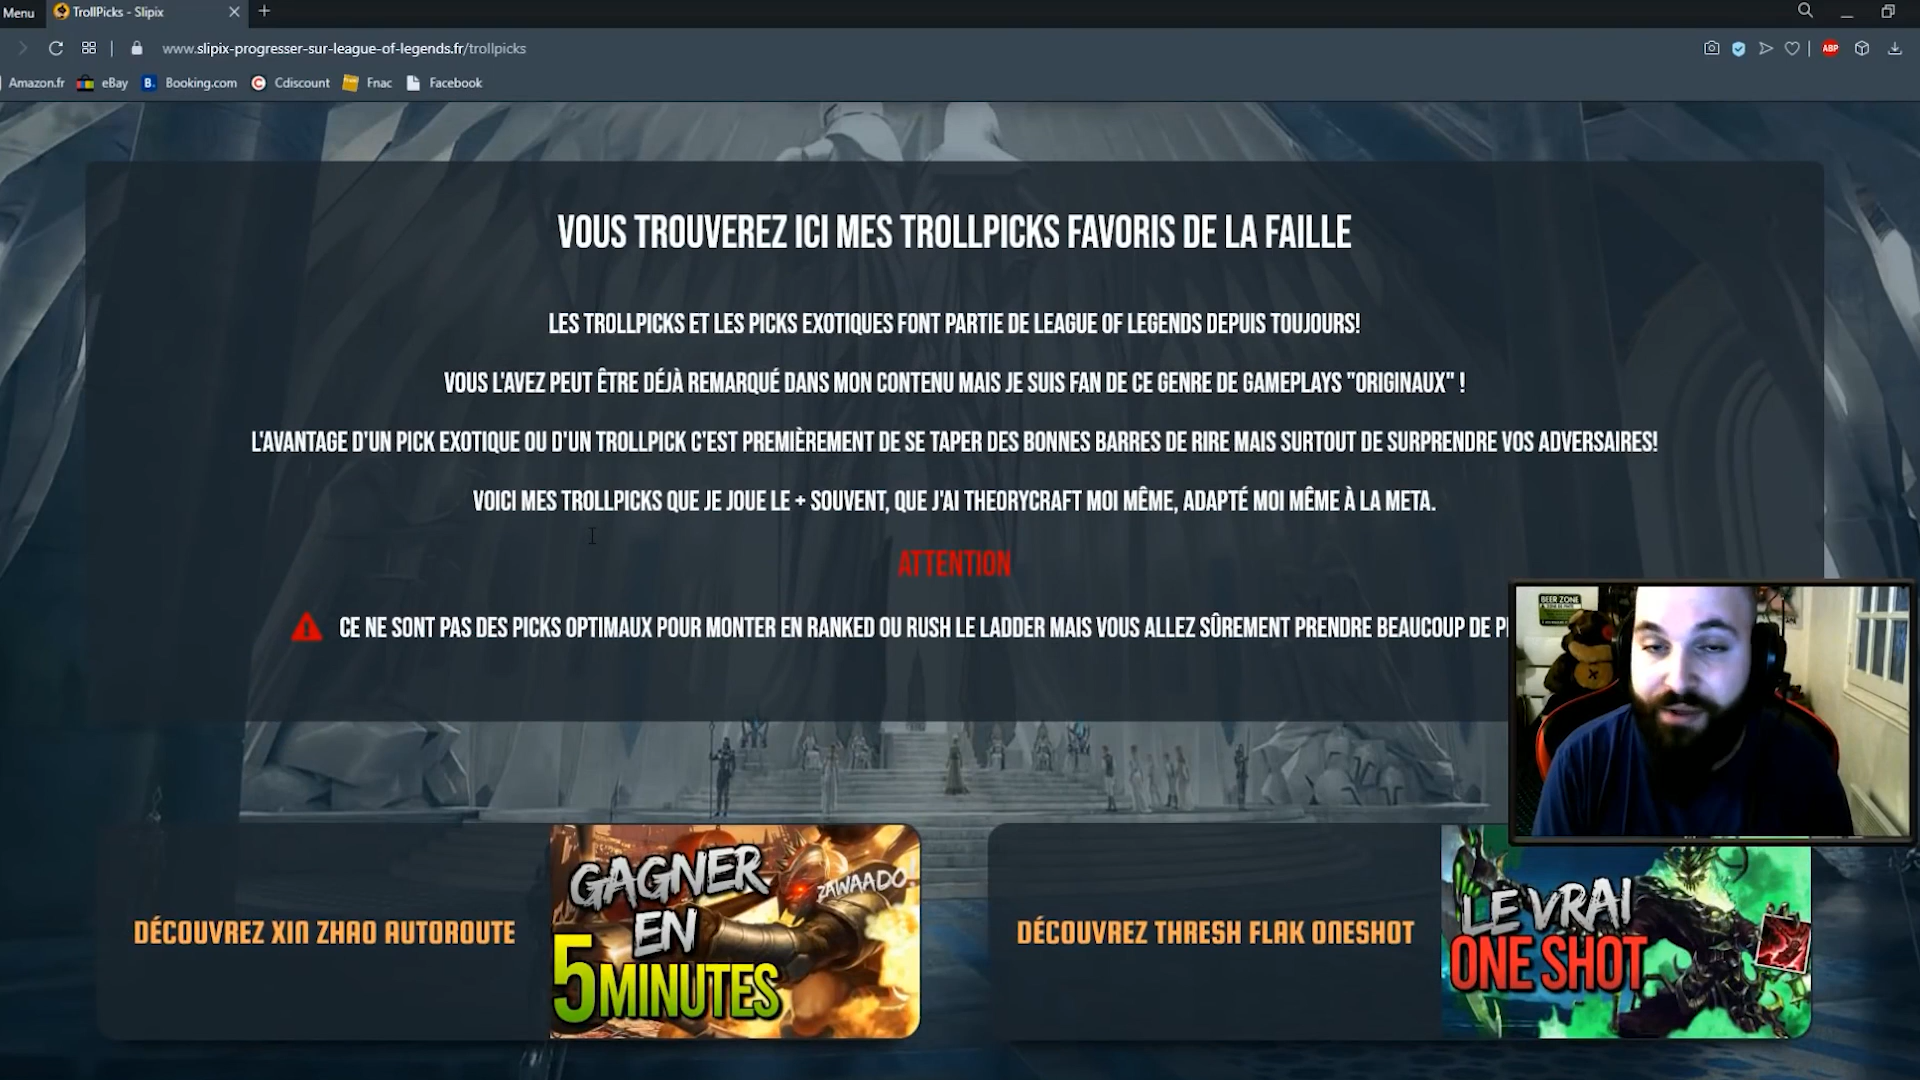 Menu
TrollPicks - Slipix
www.slipix-progresser-sur-league-of-legends.fr/trollpicks
ABP
Amazon.fr
eBay
B.
Booking.com
Cdiscount
Fnac
Facebook
VOUS TROUVEREZ ICI MES TROLLPICKS FAVORIS DE LA FAILLE
LES TROLLPICKS ET LES PICKS EXOTIQUES FONT PARTIE DE LEAGUE OF LEGENDS DEPUIS TOUJOURS!
VOUS L'AVEZ PEUT ÊTRE DÉJÀ REMARQUÉ DANS MON CONTENU MAIS JE SUIS FAN DE CE GENRE DE GAMEPLAYS "ORIGINAUX" !
L'AVANTAGE D'UN PICK EXOTIQUE OU D'UN TROLLPICK C'EST PREMIÈREMENT DE SE TAPER DES BONNES BARRES DE RIRE MAIS SURTOUT DE SURPRENDRE VOS ADVERSAIRES!
VOICI MES TROLLPICKS QUE JE JOUE LE + SOUVENT, QUE J'AI THEORYCRAFT MOI MÊME, ADAPTÉ MOI MÊME À LA META.
ATTENTION
CE NE SONT PAS DES PICKS OPTIMAUX POUR MONTER EN RANKED OU RUSH LE LADDER MAIS VOUS ALLEZ SÛREMENT PRENDRE BEAUCOUP DE
BEER ZONE
DÉCOUVREZ XIN ZHAO AUTOROUTE
GAGNER
EN
5 MINUTES
ZAWAADO!
DÉCOUVREZ THRESH FLAK ONESHOT
LE VRAI
ONE SHOT